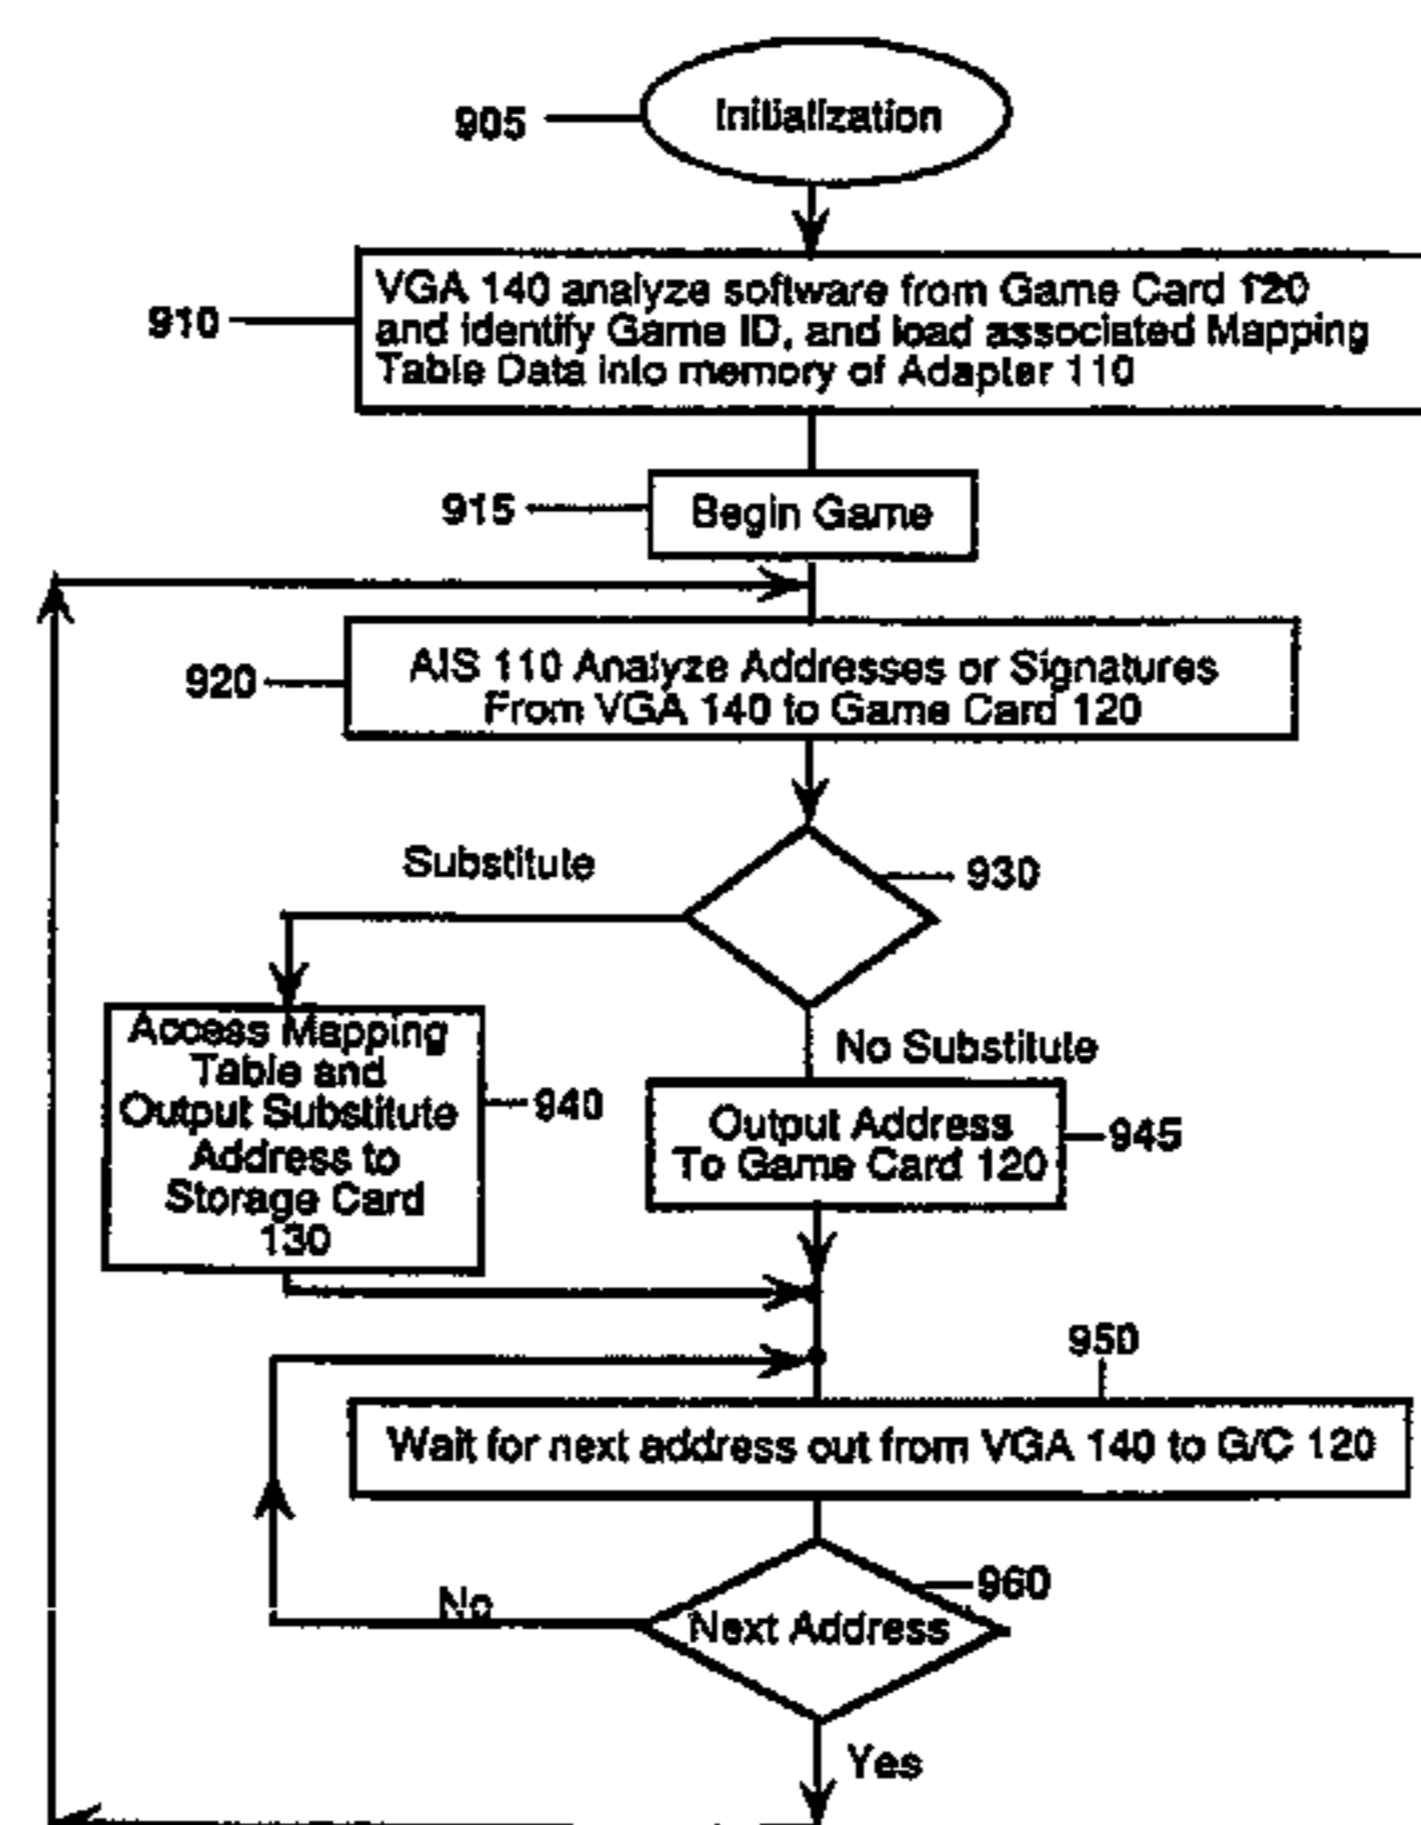 Initialization
905
VGA 140 analyze software from Game Card 120
and identify Game ID, and load associated Mapping
Table Data into memory of Adapter 110
910
Begin Game
915
AIS 110 Analyze Addresses or Signatures
From VGA 140 to Game Card 120
920
Substitute
930
No Substitute
Access Mapping
Table and
Output Substitute
Address to
Storage Card
130
940
Output Address
To Game Card 120
945
950
Wait for next address out from VGA 140 to G/C 120
960
Next Address
No
Yes